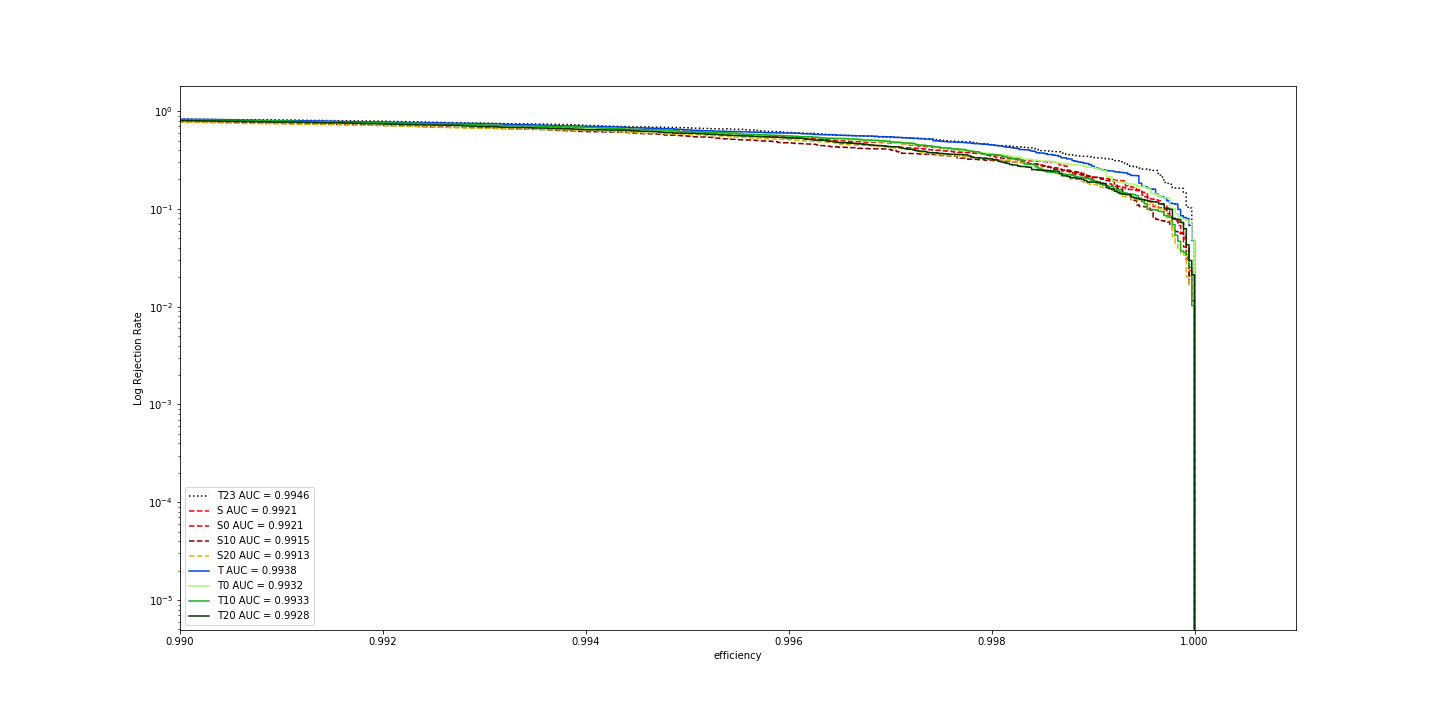 10⁰
10⁻¹
10⁻²
10⁻³
10⁻⁴
10⁻⁵
Log Rejection Rate
T23 AUC = 0.9946
S AUC = 0.9921
S0 AUC = 0.9921
S10 AUC = 0.9915
S20 AUC = 0.9913
T AUC = 0.9938
T0 AUC = 0.9932
T10 AUC = 0.9933
T20 AUC = 0.9928
0.990 0.992 0.994 0.996 0.998 1.000
efficiency